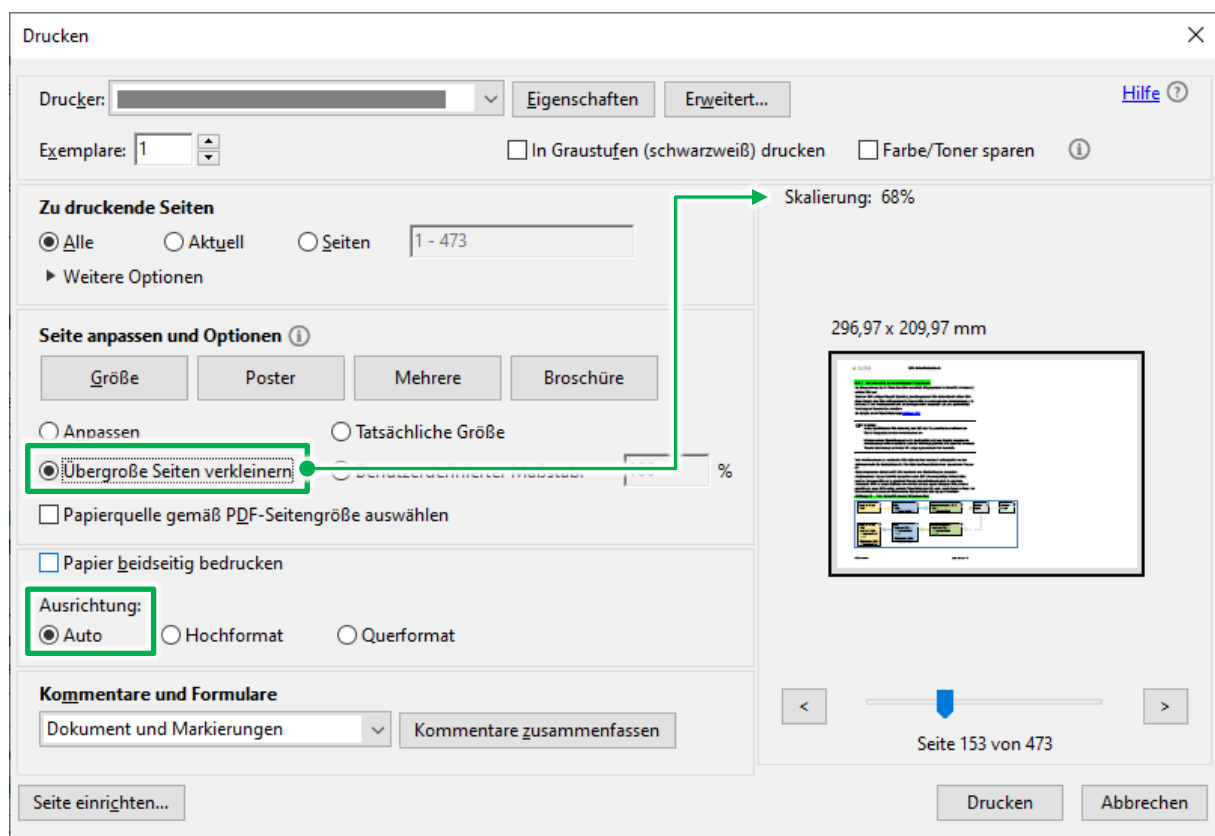 Drucken
Drucker:
Eigenschaften
Erweitert...
Hilfe
Exemplare: 1
In Graustufen (schwarzweiß) drucken
Farbe/Toner sparen
Zu druckende Seiten
Alle
Aktuell
Seiten
1 - 473
Weitere Optionen
Skalierung: 68%
Seite anpassen und Optionen
Größe
Poster
Mehrere
Broschüre
296,97 x 209,97 mm
Anpassen
Tatsächliche Größe
Übergroße Seiten verkleinern
%
Papierquelle gemäß PDF-Seitengröße auswählen
Papier beidseitig bedrucken
Ausrichtung:
Auto
Hochformat
Querformat
Kommentare und Formulare
Dokument und Markierungen
Kommentare zusammenfassen
<
>
Seite 153 von 473
Seite einrichten...
Drucken
Abbrechen